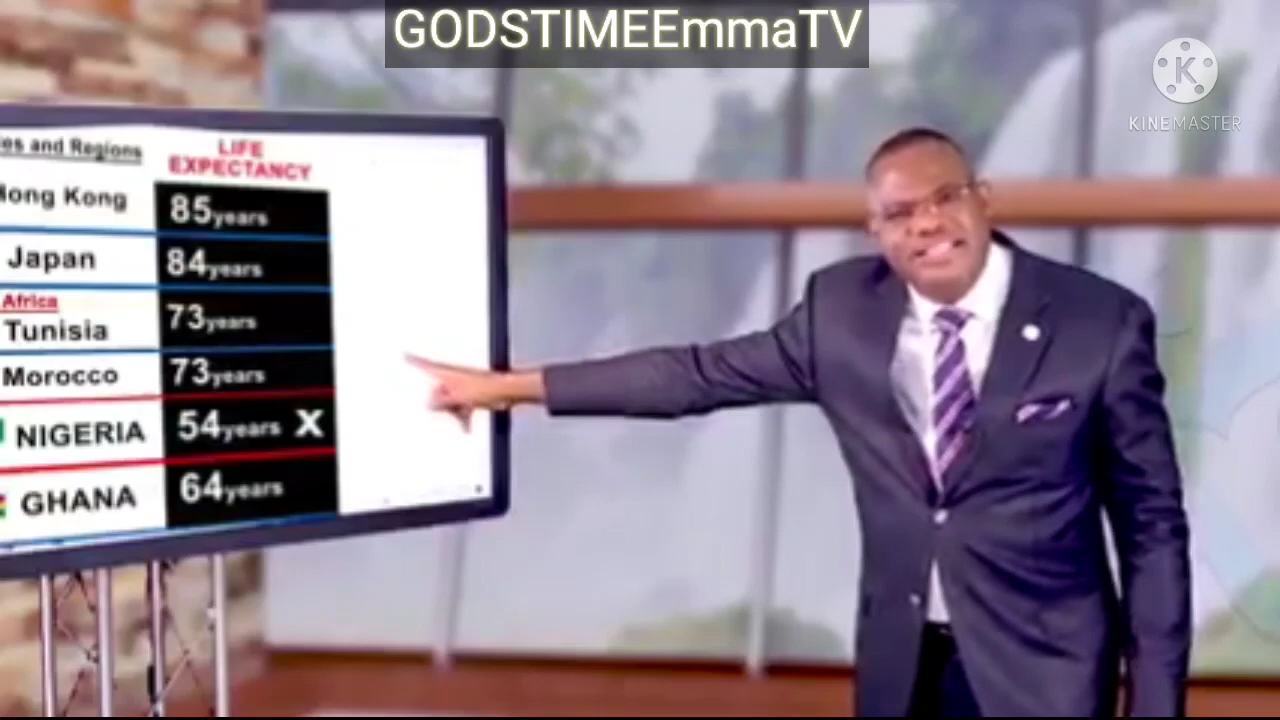 GODSTIMEEmmaTV
K
KINEMASTER
es and Regions
LIFE
EXPECTANCY
Hong Kong
85years
Japan
84years
Africa
Tunisia
73years
Morocco
73years
NIGERIA
54years X
GHANA
64years